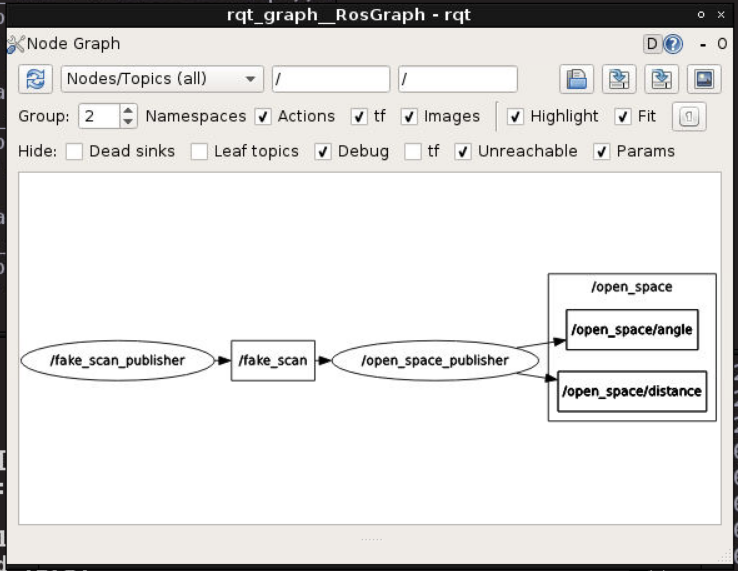 rqt_graph__RosGraph - rqt
Node Graph
D ? - O
Nodes/Topics (all) / /
Group: 2 Namespaces Actions tf Images Highlight Fit
Hide: Dead sinks Leaf topics Debug tf Unreachable Params
/open_space
/open_space/angle
/fake_scan_publisher /fake_scan /open_space_publisher
/open_space/distance